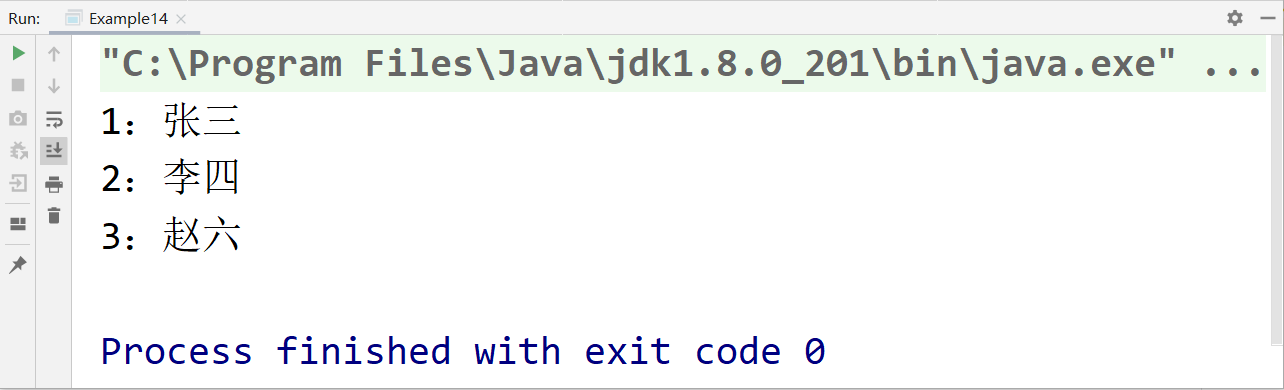 Run: Example14
"C:\Program Files\Java\jdk1.8.0_201\bin\java.exe" ...
1：张三
2：李四
3：赵六
Process finished with exit code 0